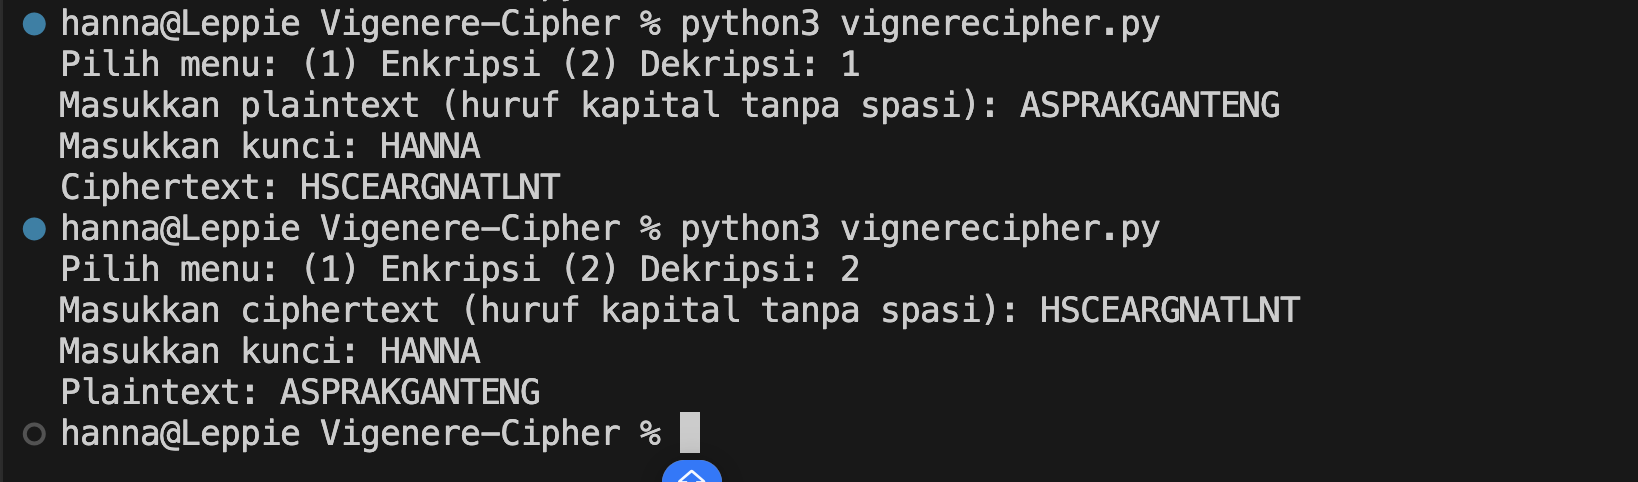 hanna@Leppie Vigenere-Cipher % python3 vignerecipher.py
Pilih menu: (1) Enkripsi (2) Dekripsi: 1
Masukkan plaintext (huruf kapital tanpa spasi): ASPRAKGANTENG
Masukkan kunci: HANNA
Ciphertext: HSCEARGNATLNT
hanna@Leppie Vigenere-Cipher % python3 vignerecipher.py
Pilih menu: (1) Enkripsi (2) Dekripsi: 2
Masukkan ciphertext (huruf kapital tanpa spasi): HSCEARGNATLNT
Masukkan kunci: HANNA
Plaintext: ASPRAKGANTENG
hanna@Leppie Vigenere-Cipher %